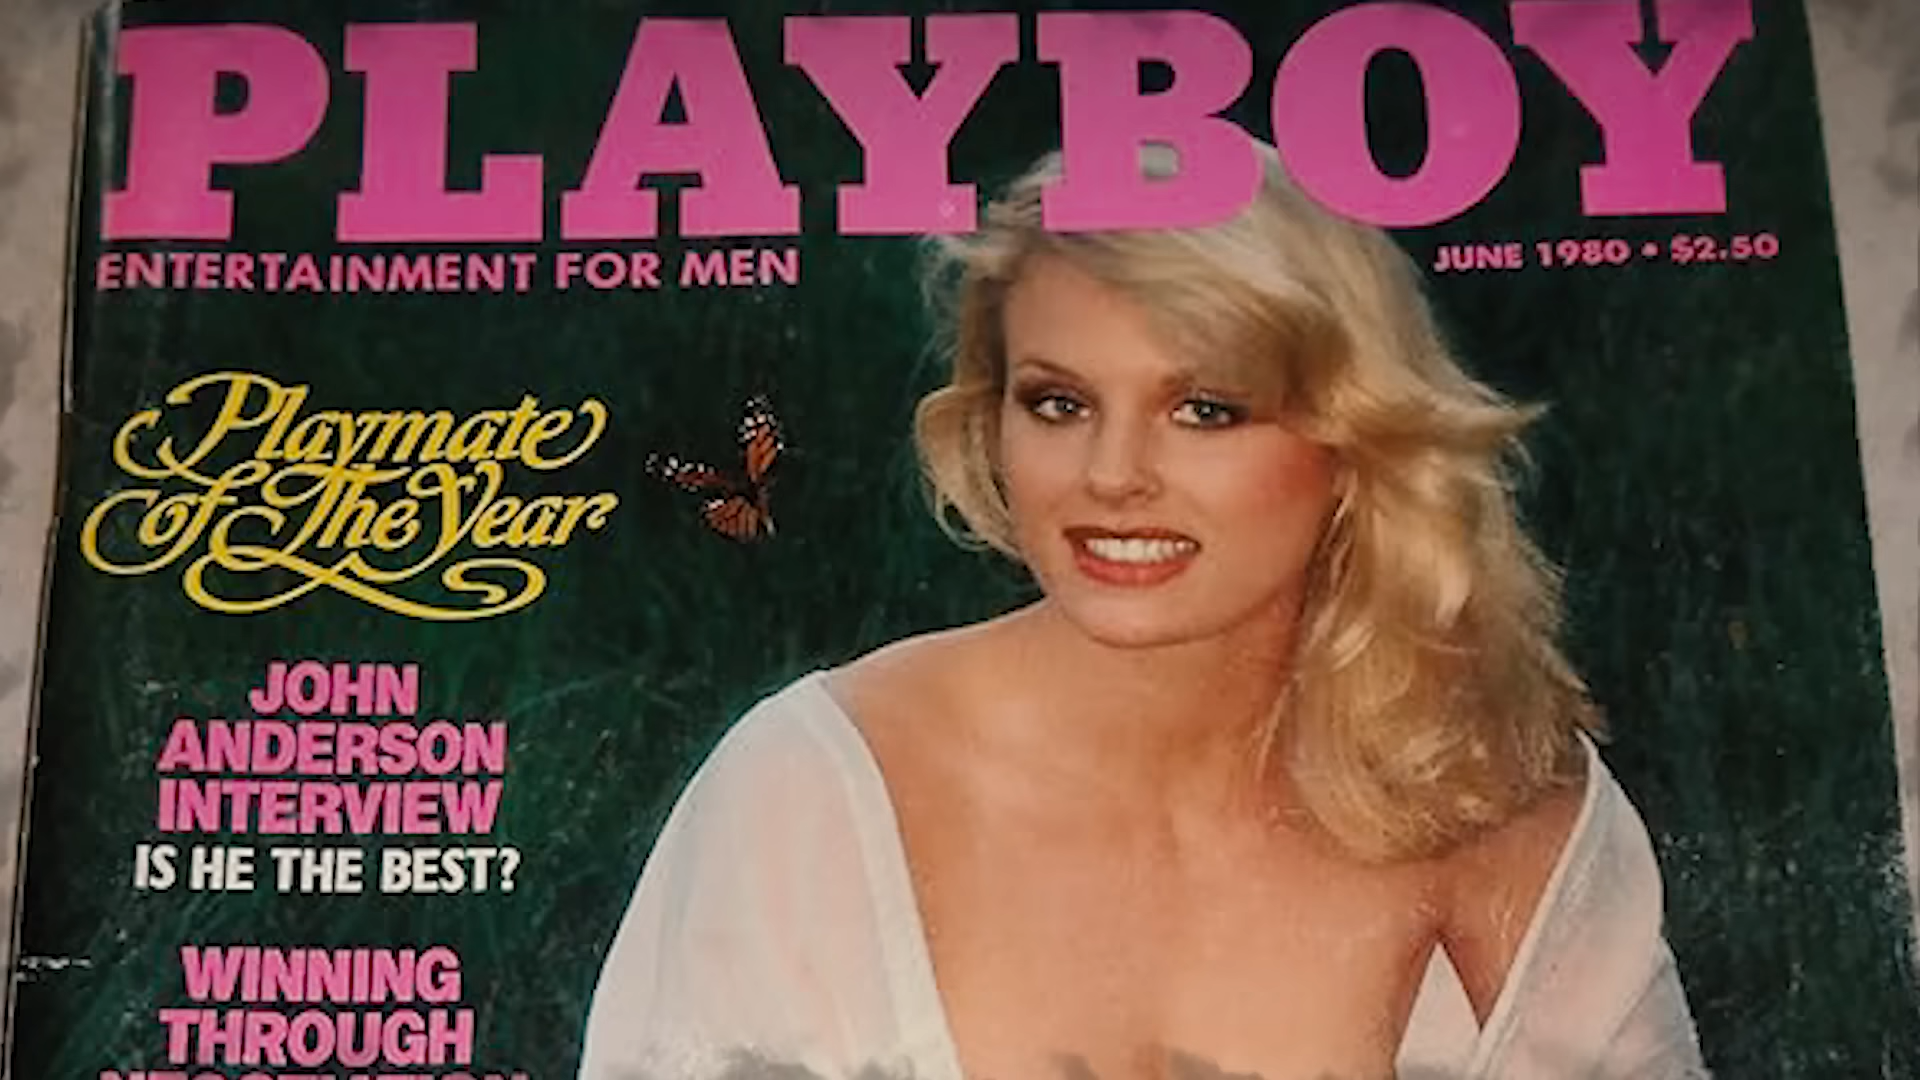 PLAYBOY
ENTERTAINMENT FOR MEN
JUNE 1980 • $2.50
Playmate
of The Year
JOHN
ANDERSON
INTERVIEW
IS HE THE BEST?
WINNING
THROUGH